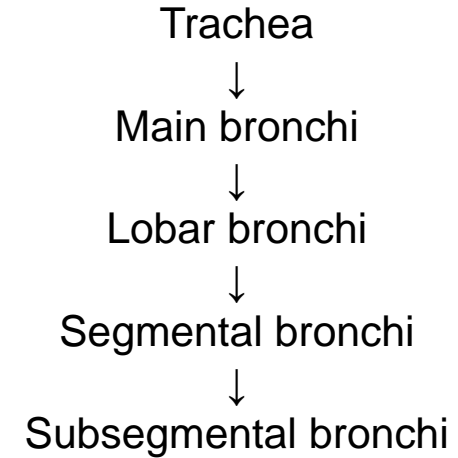 Trachea
↓
Main bronchi
↓
Lobar bronchi
↓
Segmental bronchi
↓
Subsegmental bronchi